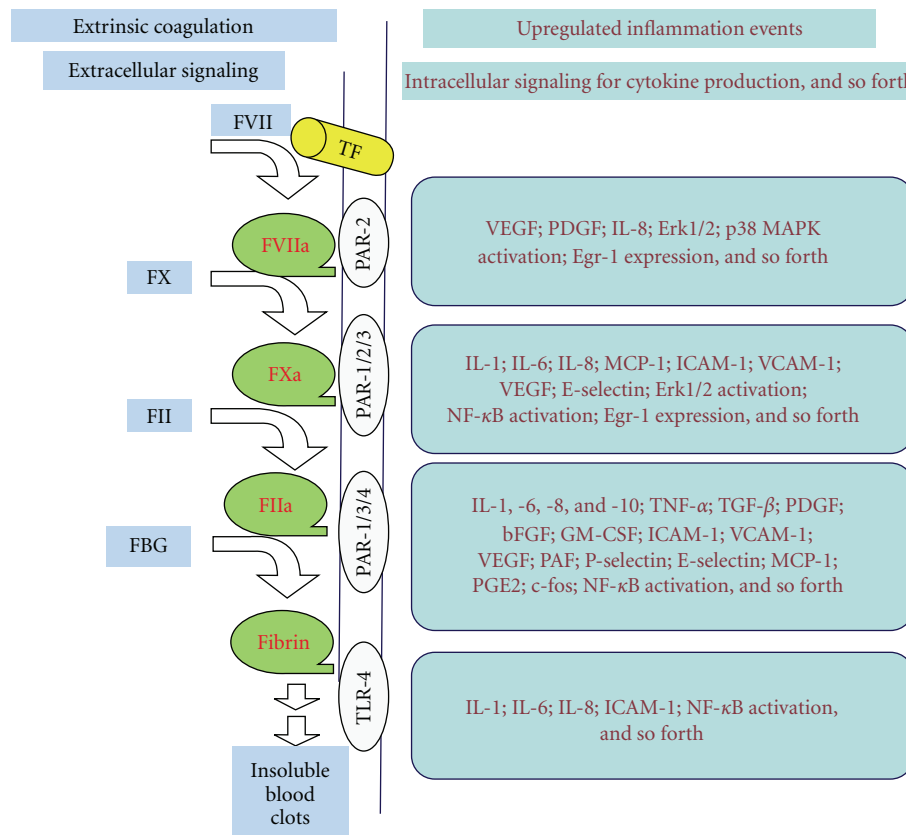 Extrinsic coagulation
Upregulated inflammation events
Extracellular signaling
Intracellular signaling for cytokine production, and so forth
FVII
TF
FVIIa
PAR-2
VEGF; PDGF; IL-8; Erk1/2; p38 MAPK
activation; Egr-1 expression, and so forth
FX
FXa
PAR-1/2/3
IL-1; IL-6; IL-8; MCP-1; ICAM-1; VCAM-1;
VEGF; E-selectin; Erk1/2 activation;
NF-κB activation; Egr-1 expression, and so forth
FII
FIIa
PAR-1/3/4
IL-1, -6, -8, and -10; TNF-α; TGF-β; PDGF;
bFGF; GM-CSF; ICAM-1; VCAM-1;
VEGF; PAF; P-selectin; E-selectin; MCP-1;
PGE2; c-fos; NF-κB activation, and so forth
FBG
Fibrin
TLR-4
IL-1; IL-6; IL-8; ICAM-1; NF-κB activation,
and so forth
Insoluble
blood
clots